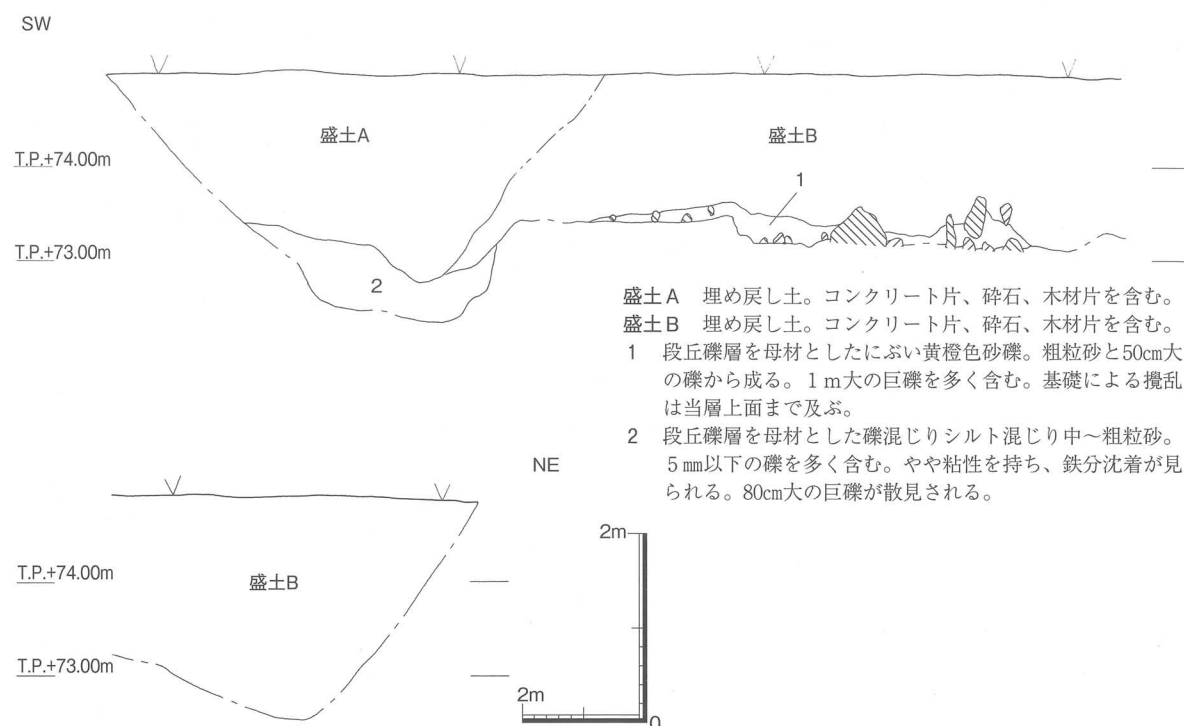 SW
盛土A
盛土B
1
T.P.+74.00m
T.P.+73.00m
2
盛土A 埋め戻し土。コンクリート片、砕石、木材片を含む。
盛土B 埋め戻し土。コンクリート片、砕石、木材片を含む。
1 段丘礫層を母材としたにぶい黄橙色砂礫。粗粒砂と50cm大
の礫から成る。1m大の巨礫を多く含む。基礎による攪乱
は当層上面まで及ぶ。
2 段丘礫層を母材とした礫混じりシルト混じり中～粗粒砂。
5㎜以下の礫を多く含む。やや粘性を持ち、鉄分沈着が見
られる。80cm大の巨礫が散見される。
NE
T.P.+74.00m
盛土B
T.P.+73.00m
2m
2m
0